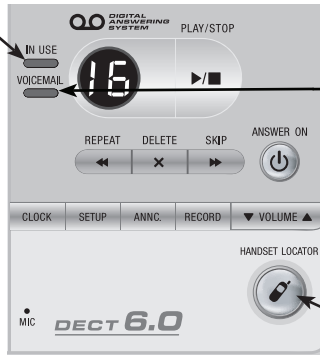 DIGITAL
ANSWERING
SYSTEM
PLAY/STOP
IN USE
VOICEMAIL
16
REPEAT DELETE SKIP
ANSWER ON
CLOCK SETUP ANNC. RECORD VOLUME
HANDSET LOCATOR
MIC
DECT 6.0